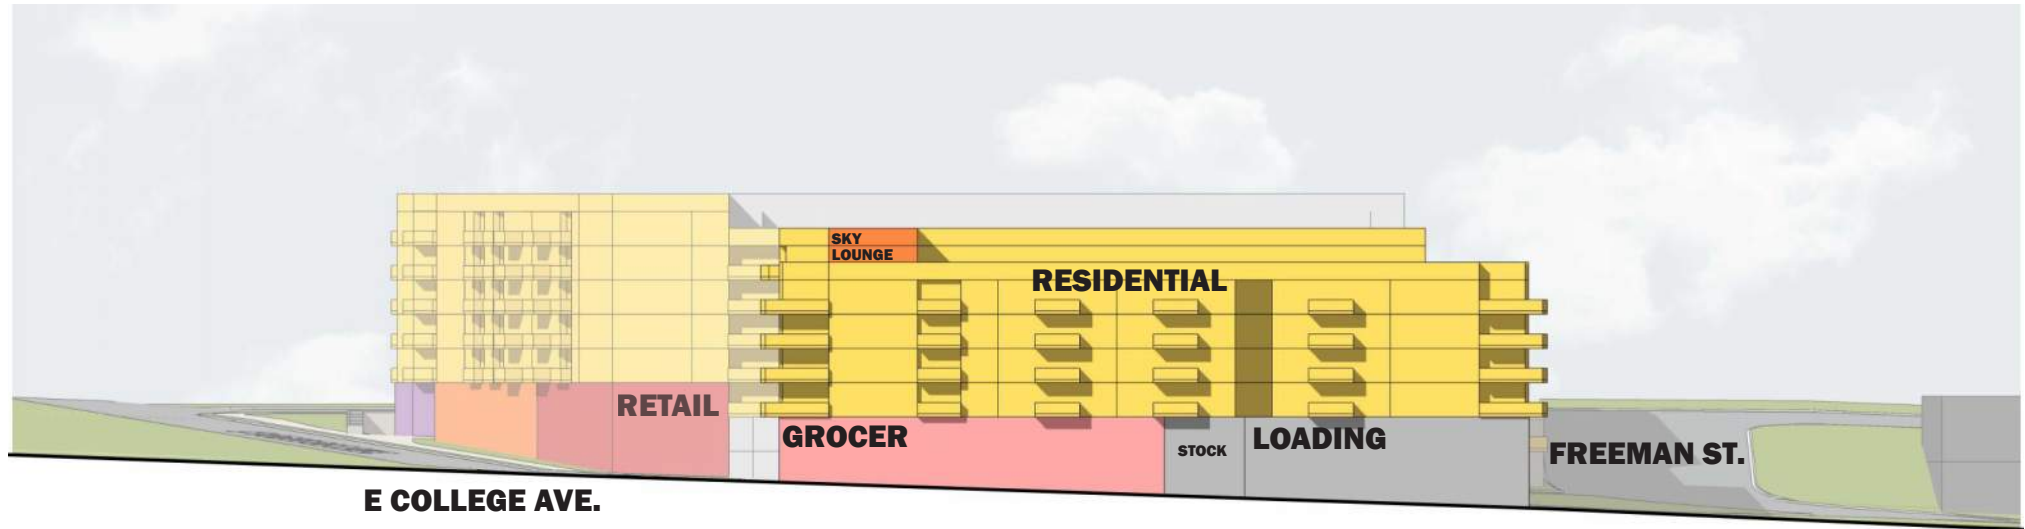 SKY
LOUNGE
RESIDENTIAL
RETAIL
GROCER
STOCK
LOADING
FREEMAN ST.
E COLLEGE AVE.